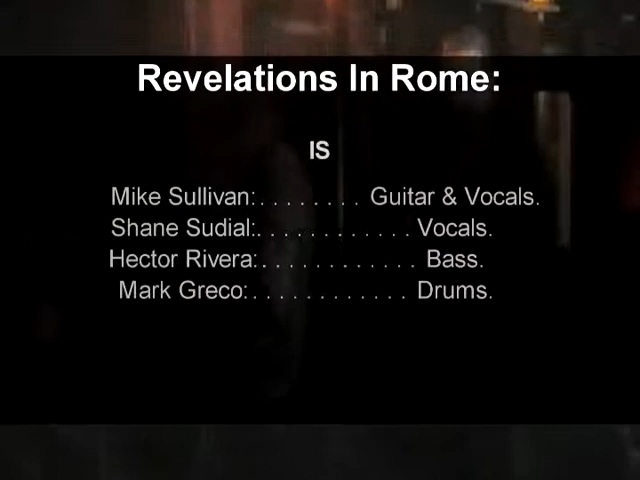 Revelations In Rome:
IS
Mike Sullivan:. . . . . . . . Guitar & Vocals.
Shane Sudial:. . . . . . . . . . . . Vocals.
Hector Rivera:. . . . . . . . . . . . Bass.
Mark Greco:. . . . . . . . . . . . Drums.